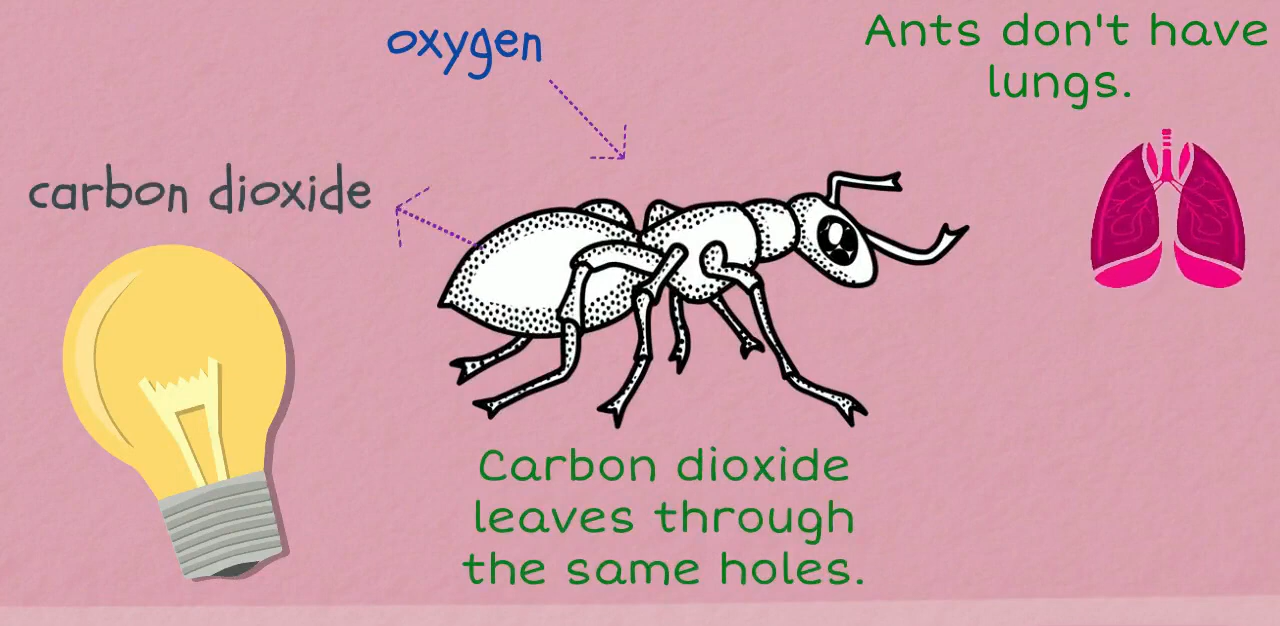 oxygen
Ants don't have
lungs.
carbon dioxide
Carbon dioxide
leaves through
the same holes.